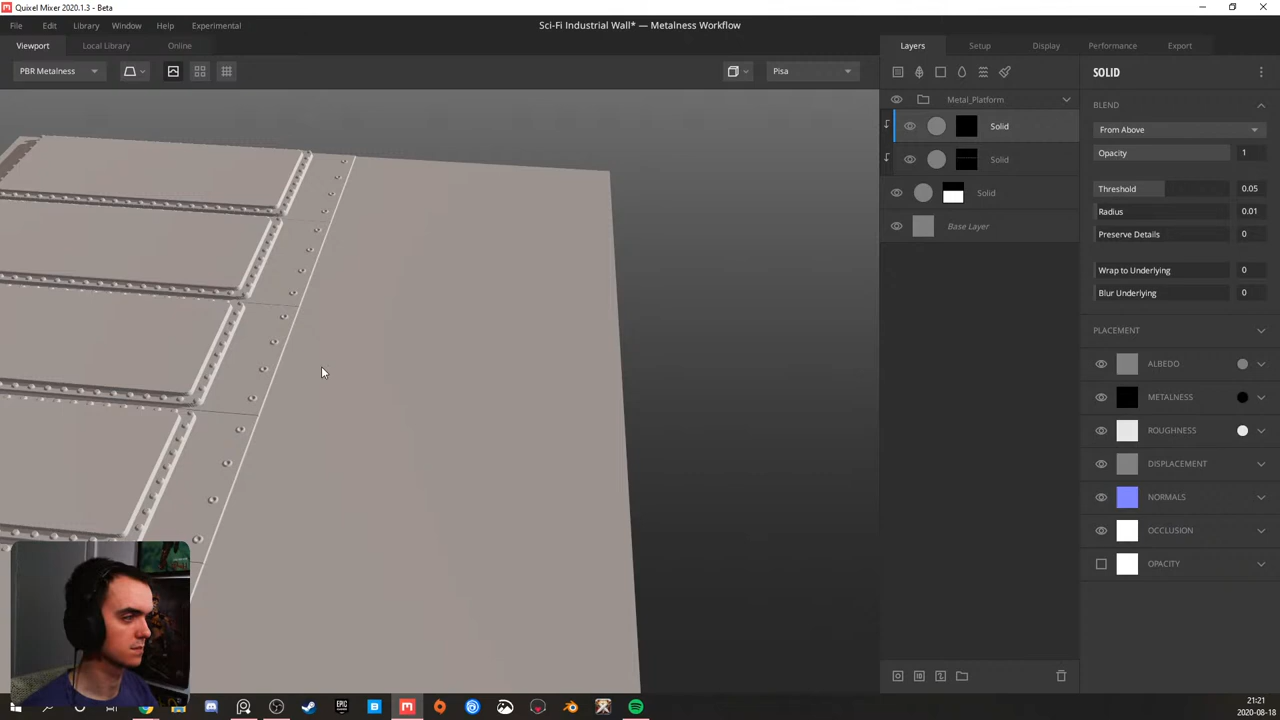 Quixel Mixer 2020.1.3 - Beta
File Edit Library Window Help Experimental
Sci-Fi Industrial Wall* — Metalness Workflow
Viewport Local Library Online
Layers Setup Display Performance Export
PBR Metalness
Pisa
SOLID
Metal_Platform
BLEND
Solid
From Above
Opacity 1
Solid
Threshold 0.05
Solid
Radius 0.01
Base Layer
Preserve Details 0
Wrap to Underlying 0
Blur Underlying 0
PLACEMENT
ALBEDO
METALNESS
ROUGHNESS
DISPLACEMENT
NORMALS
OCCLUSION
OPACITY
21:21
2020-08-18